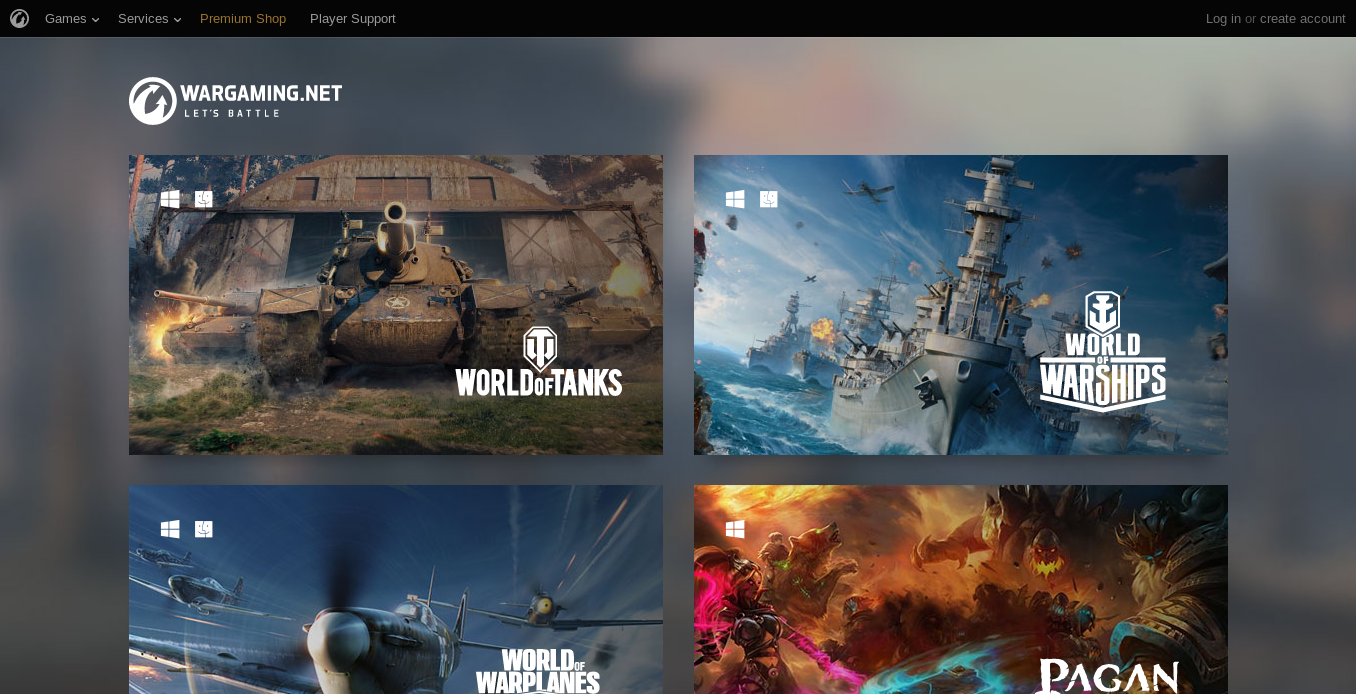 Games Services Premium Shop Player Support Log in or create account
WARGAMING.NET
LET'S BATTLE
WORLD OF TANKS
WORLD
OF
WARSHIPS
WORLD OF
WARPLANES
PAGAN